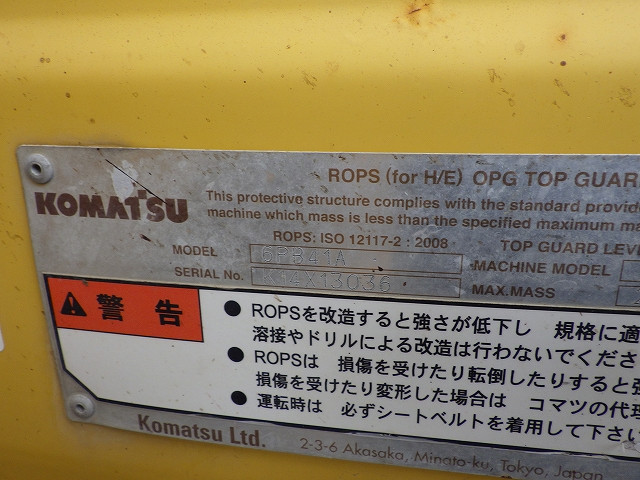 ROPS (for H/E) OPG TOP GUAR
KOMATSU
This protective structure complies with the standard provid
machine which mass is less than the specified maximum ma
ROPS: ISO 12117-2 : 2008 TOP GUARD LEVE
MODEL MACHINE MODEL
SERIAL No. K14X13036 MAX.MASS
警告
● ROPSを改造すると強さが低下し 規格に適
溶接やドリルによる改造は行わないでくださ
● ROPSは 損傷を受けたり転倒したりすると強
損傷を受けたり変形した場合は コマツの代理
● 運転時は 必ずシートベルトを着用して下さい
Komatsu Ltd. 2-3-6 Akasaka, Minato-ku, Tokyo, Japan